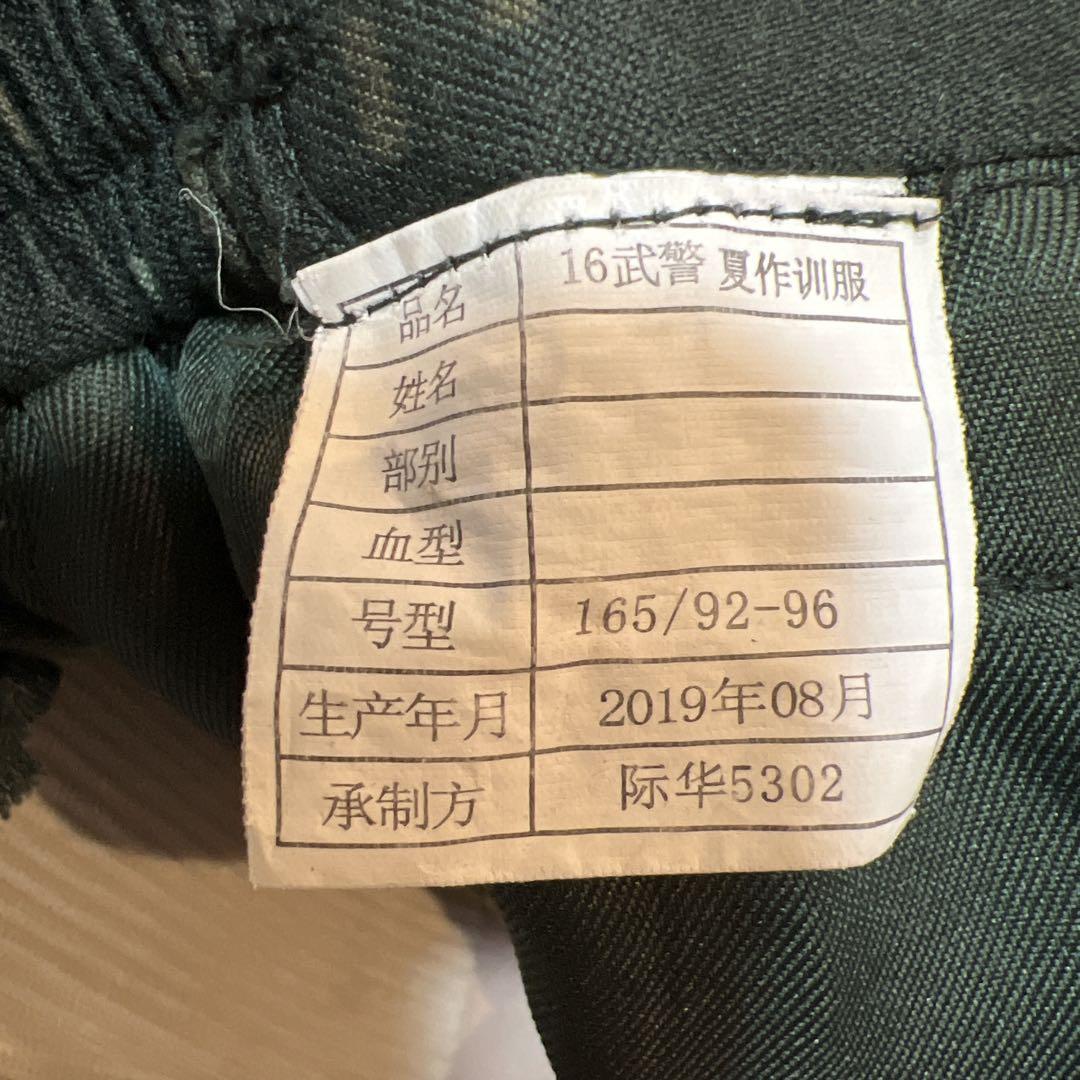 品名 16武警 夏作训服
姓名
部别
血型
号型 165/92-96
生产年月 2019年08月
承制方 际华5302